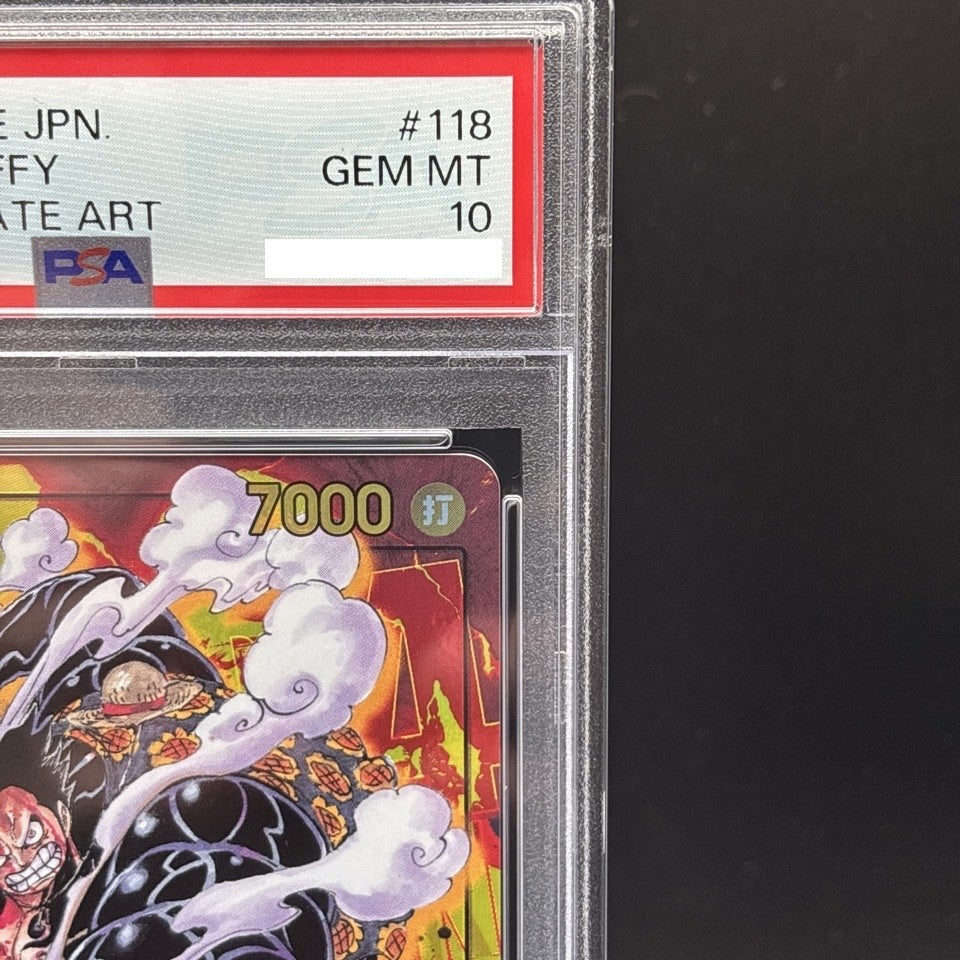 E JPN. #118
FFY GEM MT
ATE ART 10
PSA
7000 打